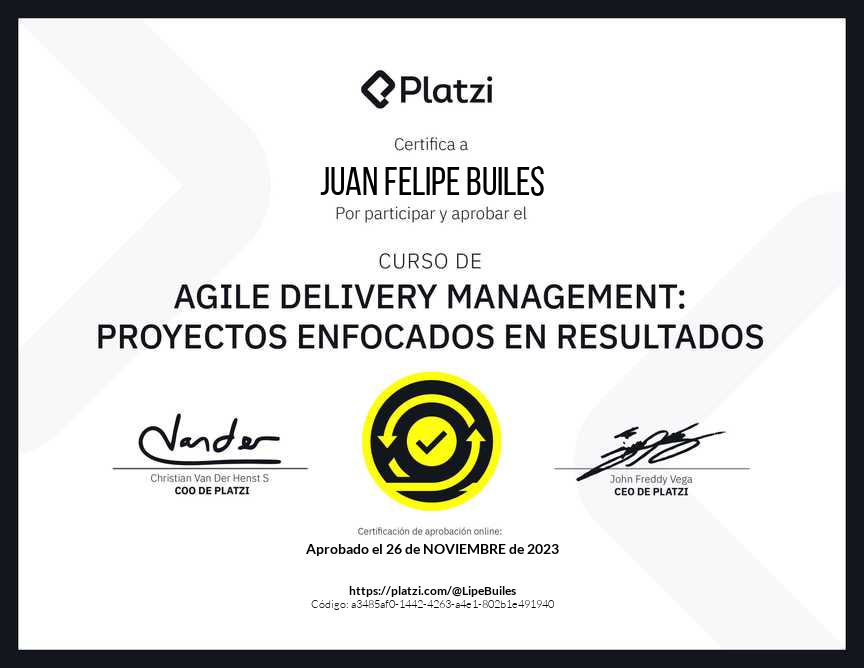 Platzi
Certifica a
JUAN FELIPE BUILES
Por participar y aprobar el
CURSO DE
AGILE DELIVERY MANAGEMENT:
PROYECTOS ENFOCADOS EN RESULTADOS
Vander
Christian Van Der Henst S
COO DE PLATZI
John Freddy Vega
CEO DE PLATZI
Certificación de aprobación online:
Aprobado el 26 de NOVIEMBRE de 2023
https://platzi.com/@LipeBuiles
Código: a3485af0-1442-4263-a4e1-802b1e491940